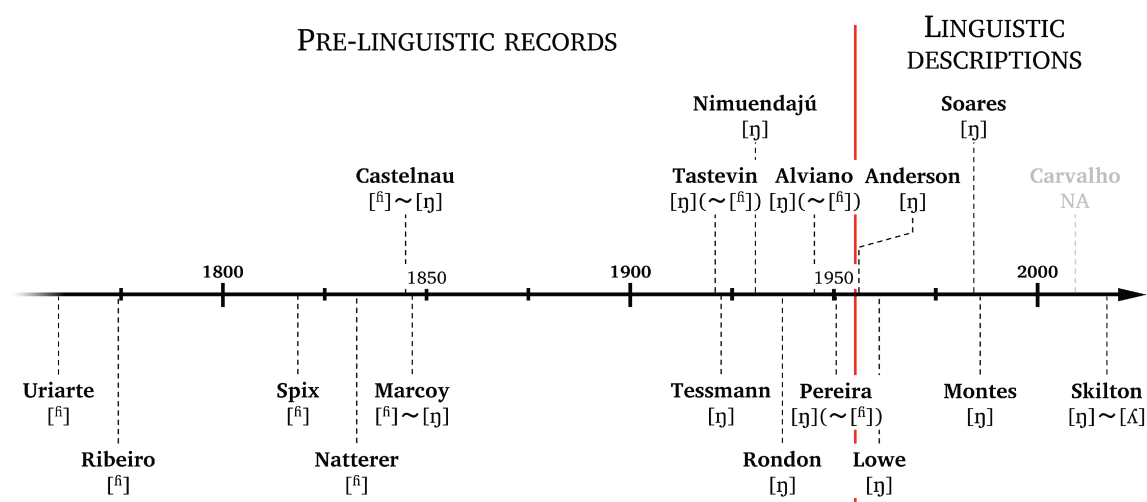 PRE-LINGUISTIC RECORDS
LINGUISTIC
DESCRIPTIONS
Nimuendajú
[ŋ]
Soares
[ŋ]
Castelnau
[ɦ]~[ŋ]
Tastevin
[ŋ](~[ɦ])
Alviano
[ŋ](~[ɦ])
Anderson
[ŋ]
Carvalho
NA
1800
1850
1900
1950
2000
Uriarte
[ɦ]
Spix
[ɦ]
Marcoy
[ɦ]~[ŋ]
Tessmann
[ŋ]
Pereira
[ŋ](~[ɦ])
Montes
[ŋ]
Skilton
[ŋ]~[ʎ]
Ribeiro
[ɦ]
Natterer
[ɦ]
Rondon
[ŋ]
Lowe
[ŋ]